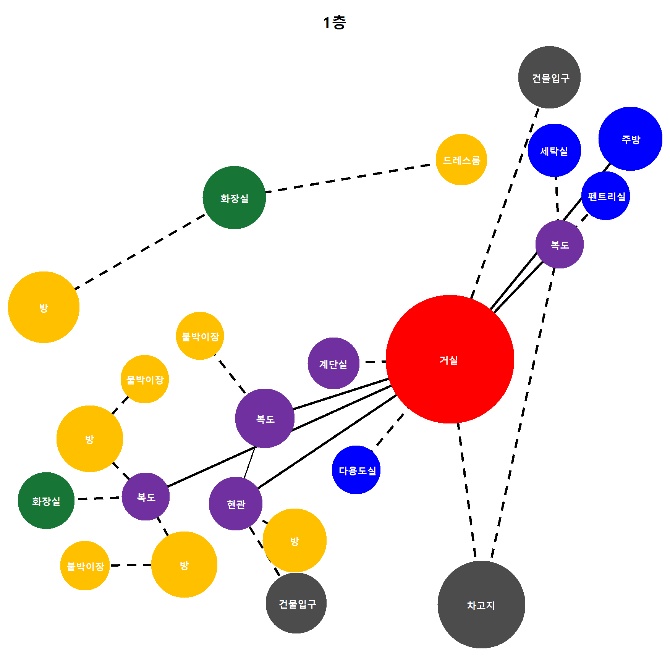 1층
건물입구
주방
세탁실
드레스룸
펜트리실
화장실
복도
방
붙박이장
계단실
거실
붙박이장
복도
방
다용도실
복도
화장실
현관
방
붙박이장
방
건물입구
차고지